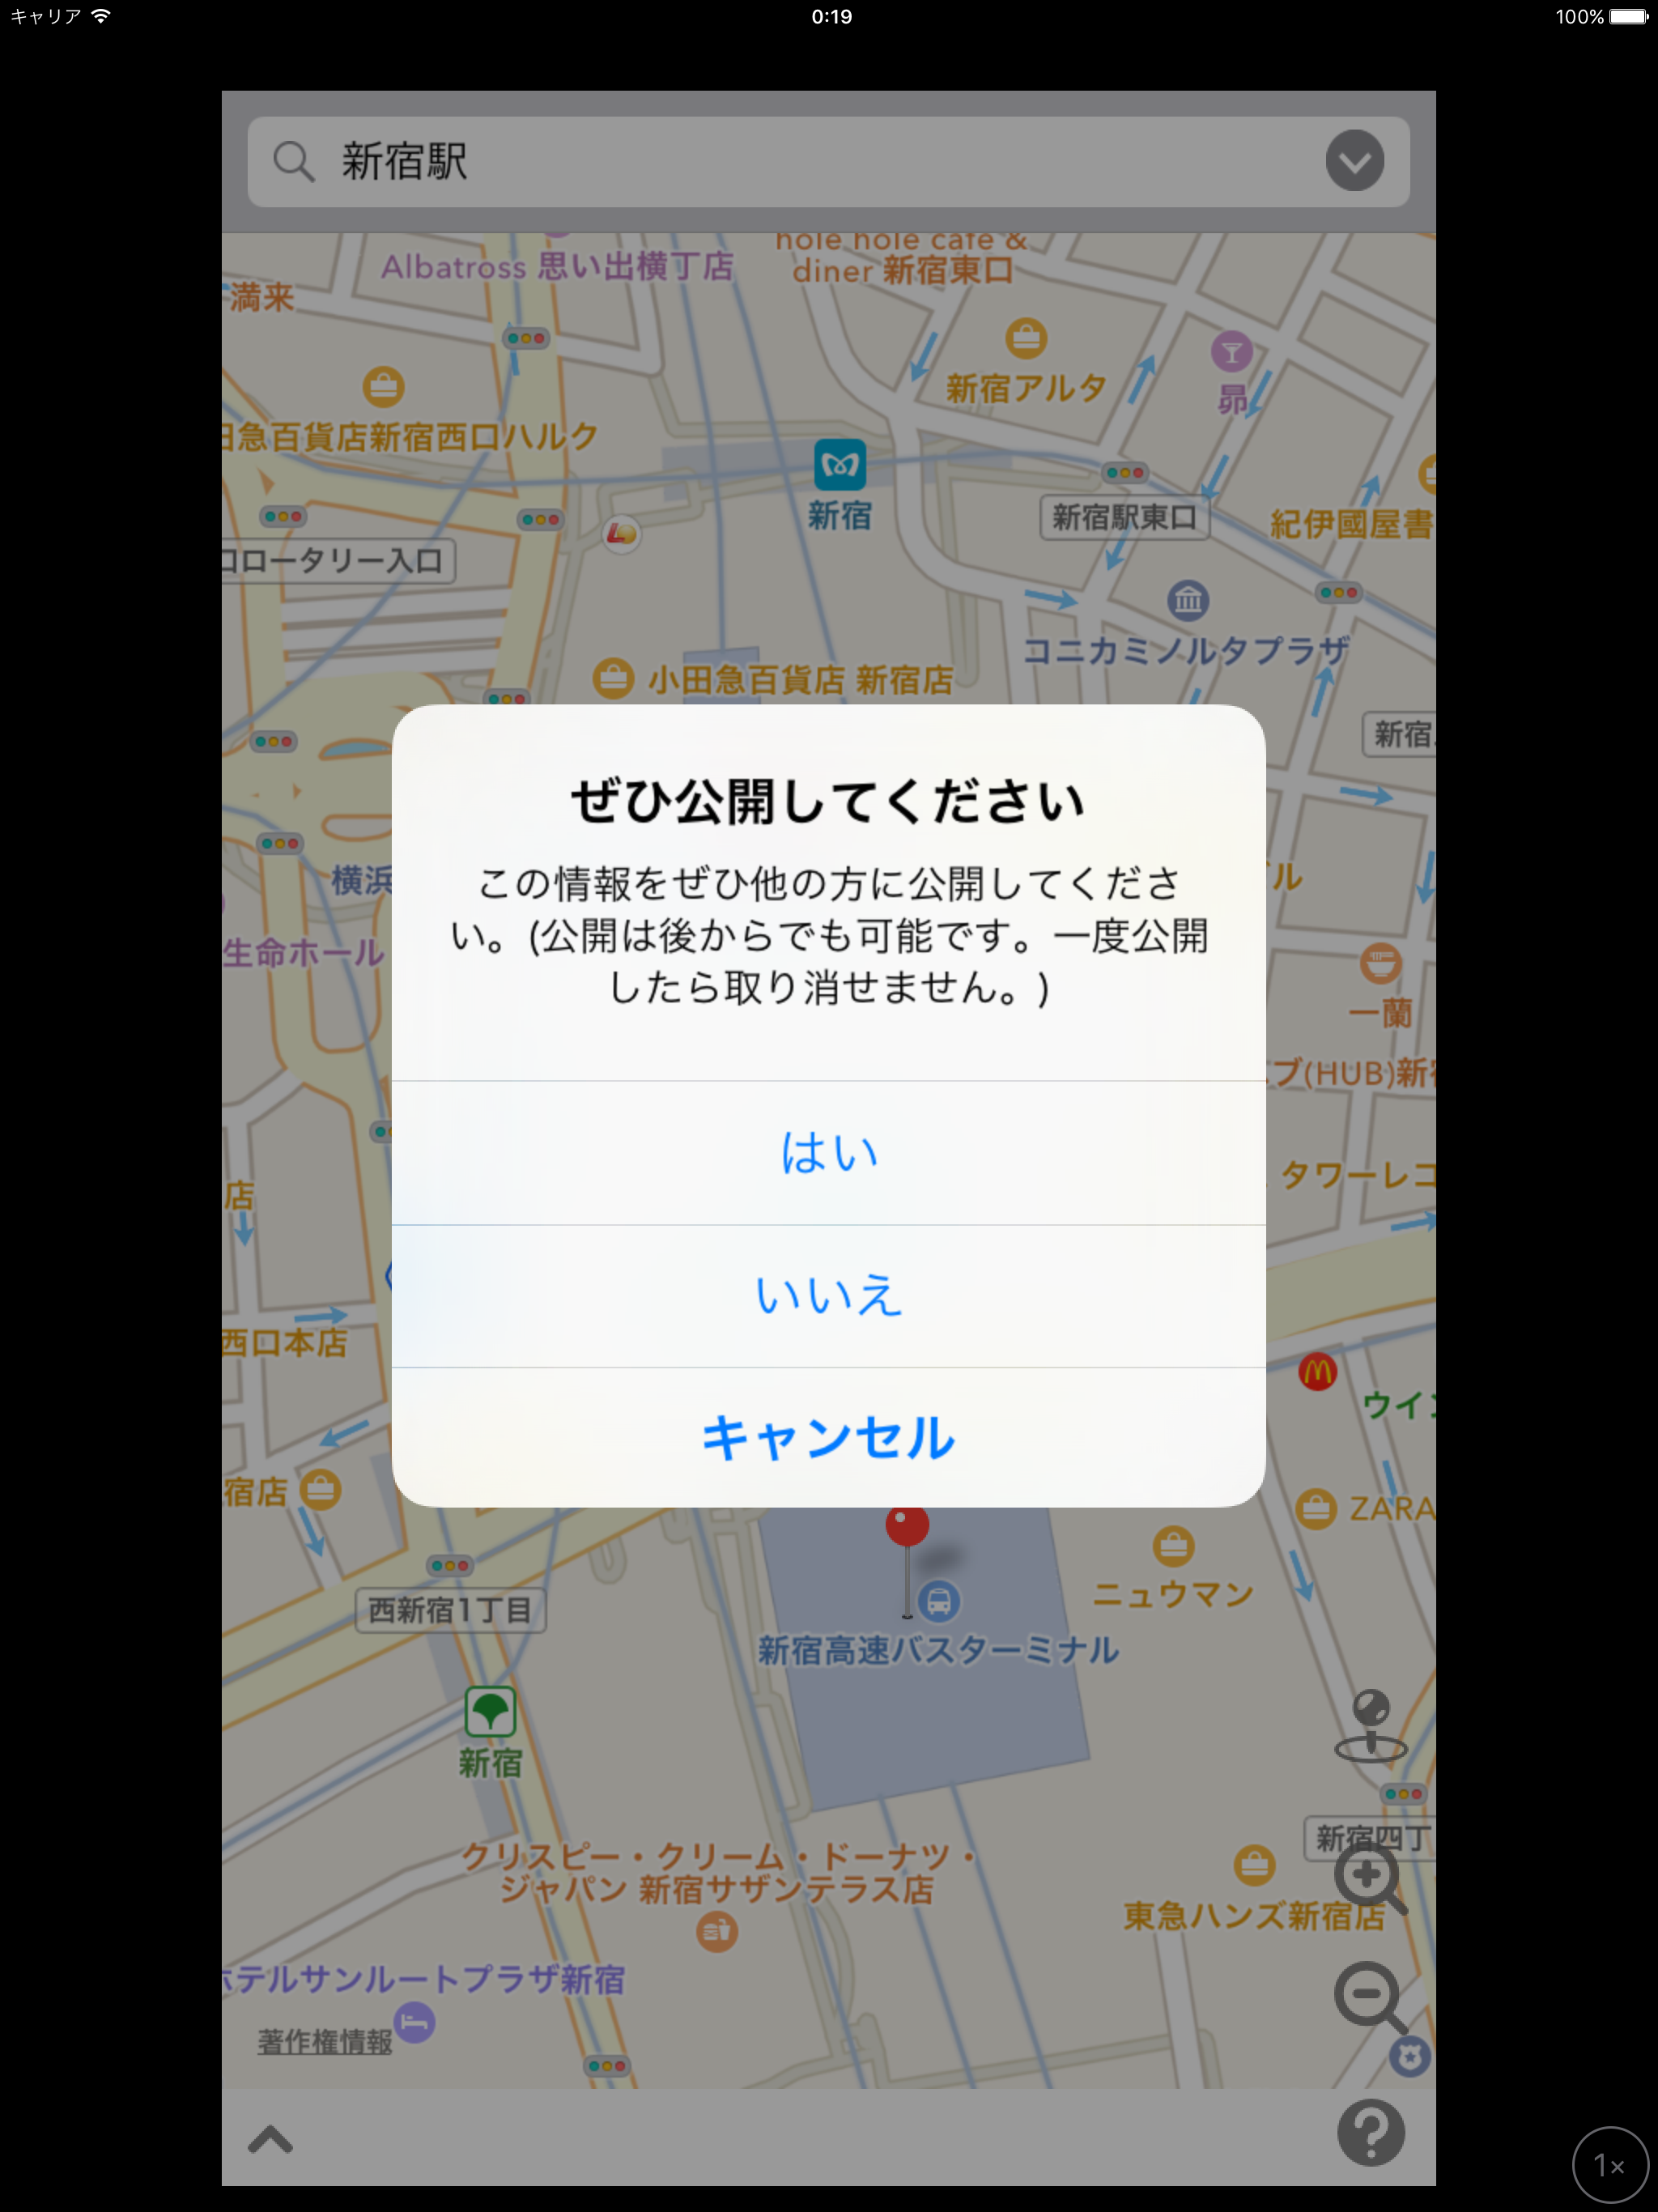 キャリア 0:19 100%
新宿駅
hole hole cafe &
Albatross 思い出横丁店
diner 新宿東口
満来
新宿アルタ
昴
田急百貨店新宿西口ハルク
新宿
新宿駅東口
紀伊國屋書
口ロータリー入口
コニカミノルタプラザ
小田急百貨店 新宿店
新宿
ぜひ公開してください
この情報をぜひ他の方に公開してくださ
い。(公開は後からでも可能です。一度公開
したら取り消せません。)
横浜
ル
生命ホール
一蘭
ブ(HUB)新宿
はい
タワーレコ
店
いいえ
西口本店
ウイン
キャンセル
宿店
ZARA
ニュウマン
西新宿1丁目
新宿高速バスターミナル
新宿
新宿四丁
クリスピー・クリーム・ドーナツ・
ジャパン 新宿サザンテラス店
東急ハンズ新宿店
ホテルサンルートプラザ新宿
著作権情報
1×